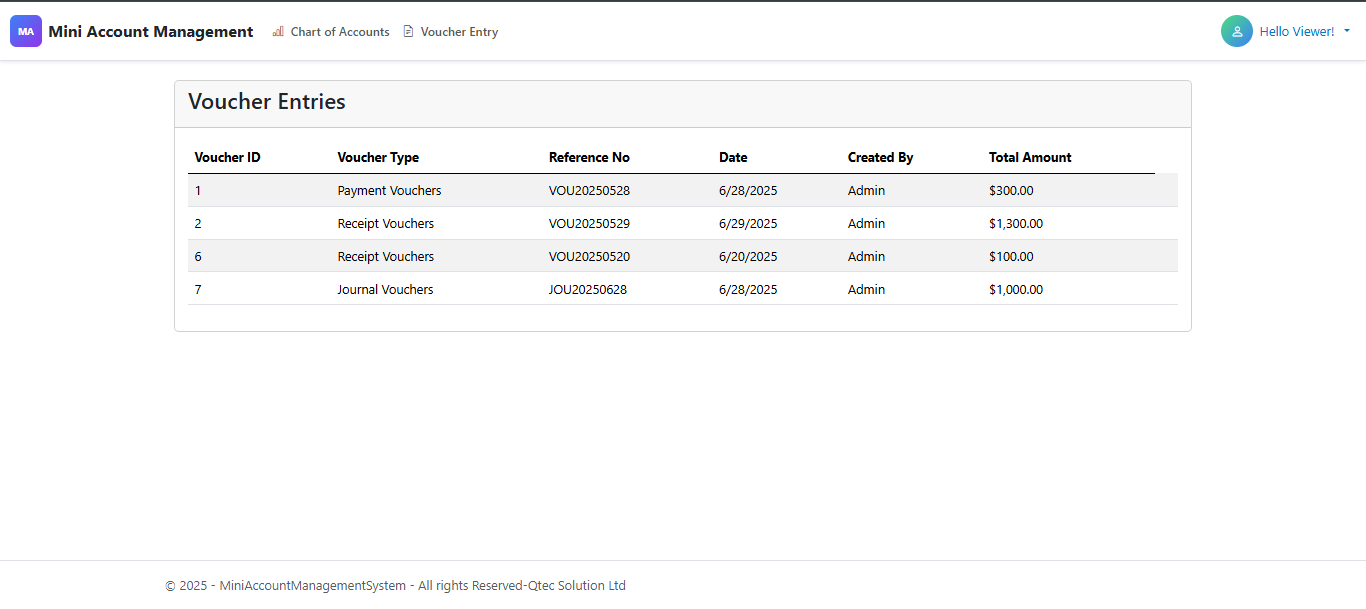 MA Mini Account Management Chart of Accounts Voucher Entry Hello Viewer!
Voucher Entries
Voucher ID Voucher Type Reference No Date Created By Total Amount
1 Payment Vouchers VOU20250528 6/28/2025 Admin $300.00
2 Receipt Vouchers VOU20250529 6/29/2025 Admin $1,300.00
6 Receipt Vouchers VOU20250520 6/20/2025 Admin $100.00
7 Journal Vouchers JOU20250628 6/28/2025 Admin $1,000.00
© 2025 - MiniAccountManagementSystem - All rights Reserved-Qtec Solution Ltd